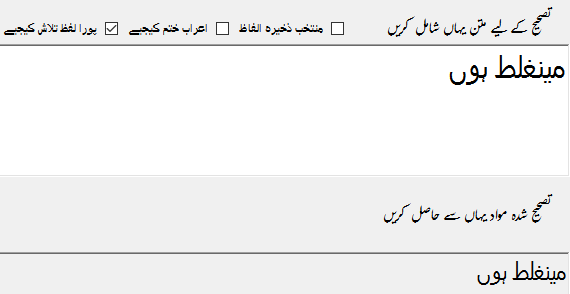 تصحیح کے لیے متن یہاں شامل کریں منتخب ذخیرہ الفاظ اعراب ختم کیجیے پورا لفظ تلاش کیجیے
مینغلط ہوں
تصحیح شدہ مواد یہاں سے حاصل کریں
مینغلط ہوں